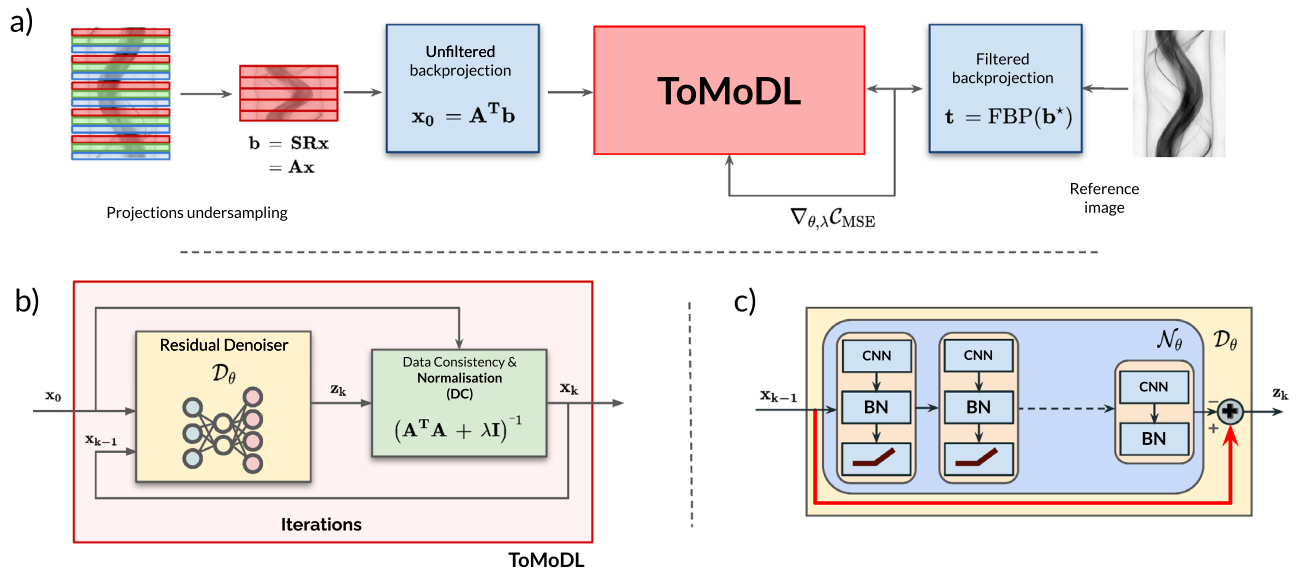 a)
Unfiltered
backprojection
x₀ = Aᵀb
ToMoDL
Filtered
backprojection
t = FBP(b⋆)
b = SRx
= Ax
Projections undersampling
Reference
image
∇θ,λ𝒞MSE
b)
Residual Denoiser
𝒟θ
x₀
xₖ₋₁
zₖ
Data Consistency &
Normalisation
(DC)
(AᵀA + λI)⁻¹
xₖ
Iterations
ToMoDL
c)
xₖ₋₁
CNN
BN
CNN
BN
CNN
BN
𝒩θ
𝒟θ
−
+
+
zₖ